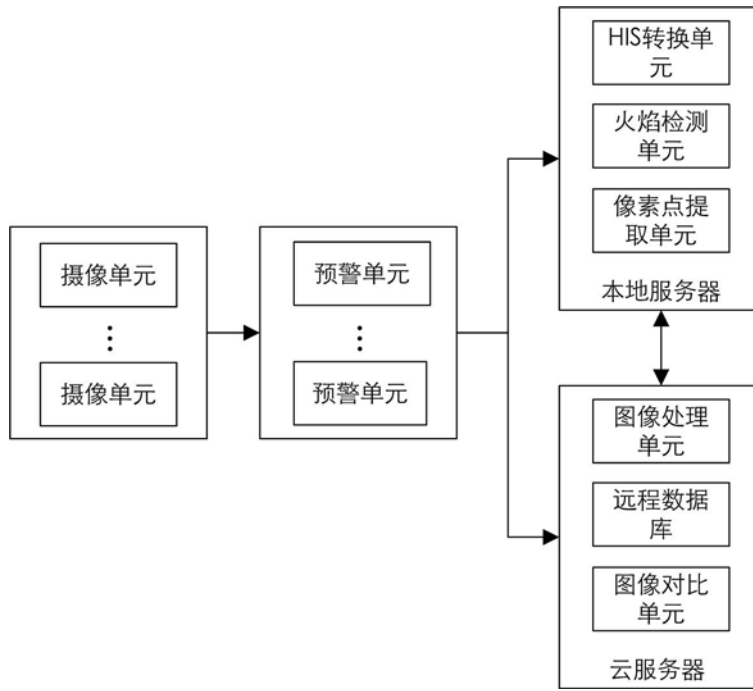 摄像单元
摄像单元
预警单元
预警单元
HIS转换单
元
火焰检测
单元
像素点提
取单元
本地服务器
图像处理
单元
远程数据
库
图像对比
单元
云服务器